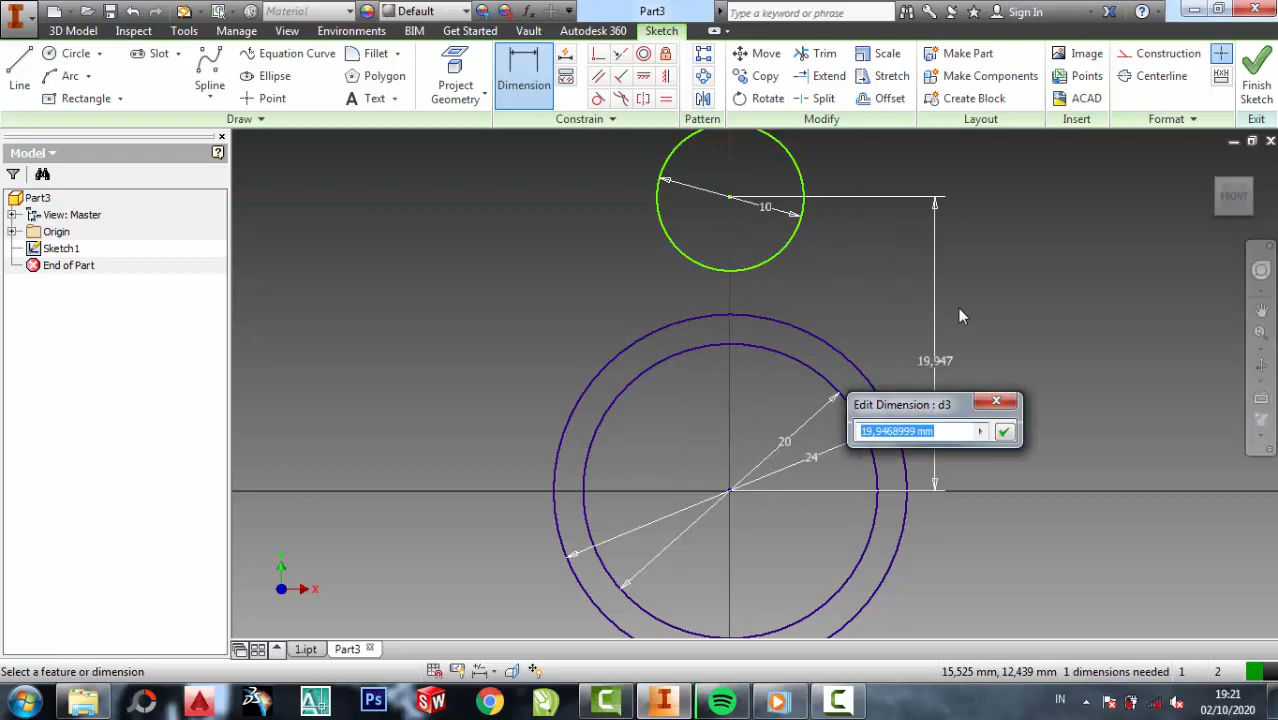 Material
Default
Part3
Type a keyword or phrase
Sign In
3D Model Inspect Tools Manage View Environments BIM Get Started Vault Autodesk 360 Sketch
Line
Circle
Arc
Rectangle
Slot
Spline
Equation Curve
Ellipse
Point
Fillet
Polygon
Text
Dimension
Project Geometry
Move
Copy
Rotate
Trim
Extend
Split
Scale
Stretch
Offset
Make Part
Make Components
Create Block
Image
Points
ACAD
Construction
Centerline
Finish Sketch
Draw Constrain Pattern Modify Layout Insert Format Exit
Model
Part3
View: Master
Origin
Sketch1
End of Part
FRONT
10
19,947
Edit Dimension : d3
19,9468999 mm
20
24
Y
X
1.ipt Part3
Select a feature or dimension
15,525 mm, 12,439 mm 1 dimensions needed 1 2
Ps
SW
IN
19:21
02/10/2020